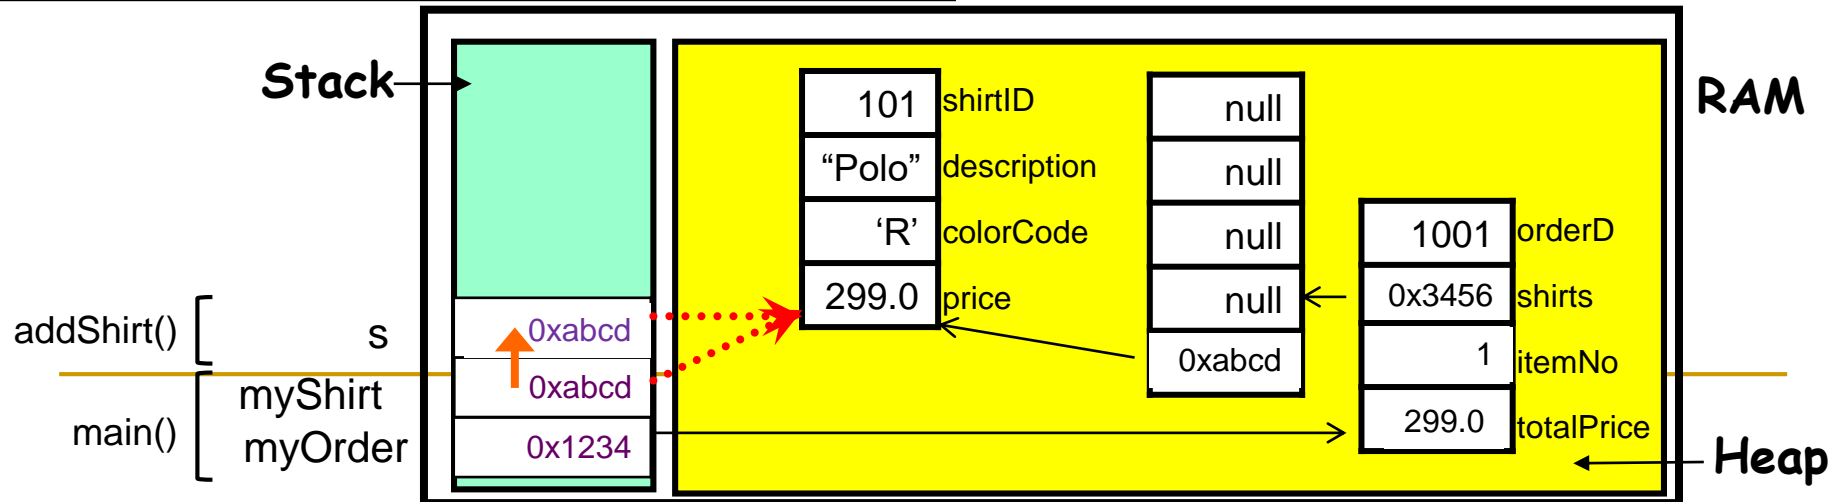 Stack
RAM
101 shirtID
“Polo” description
‘R’ colorCode
299.0 price
null
null
null
null
0xabcd
1001 orderD
0x3456 shirts
1 itemNo
299.0 totalPrice
addShirt()
s
0xabcd
main()
myShirt
0xabcd
myOrder
0x1234
Heap